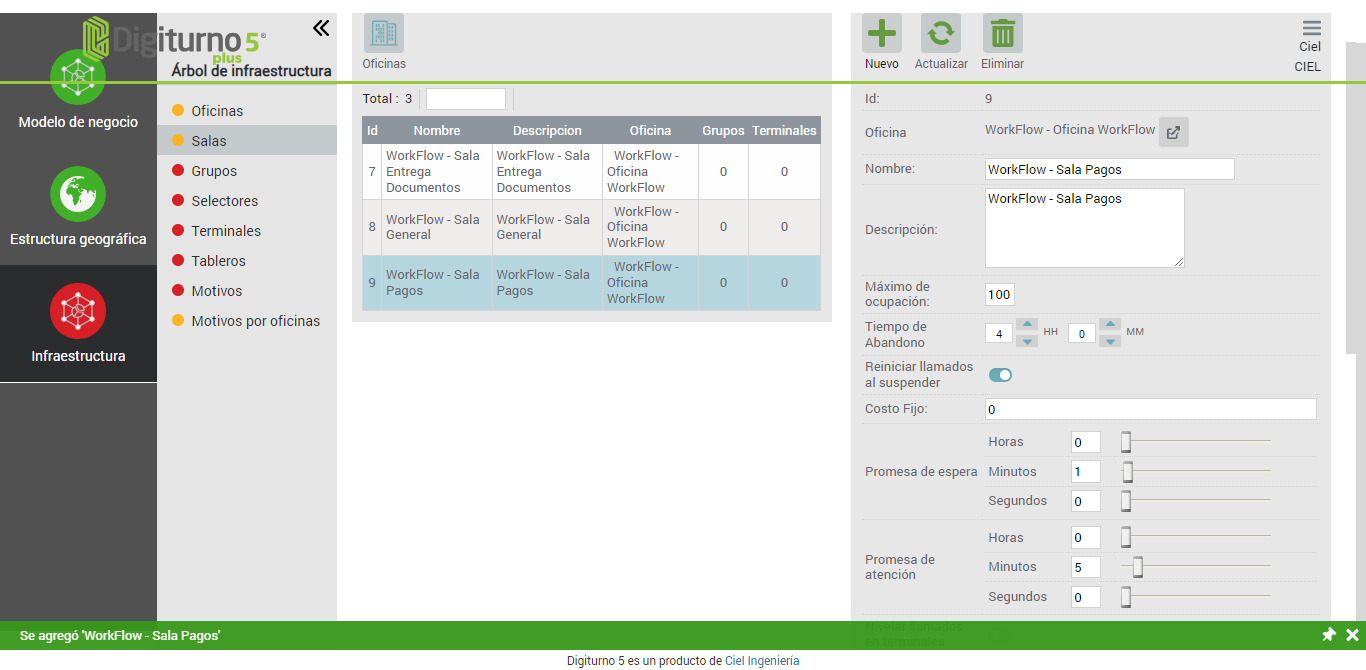 Digiturno 5®
plus
Árbol de infraestructura
Modelo de negocio
Estructura geográfica
Infraestructura
Oficinas
Salas
Grupos
Selectores
Terminales
Tableros
Motivos
Motivos por oficinas
Oficinas
Total : 3
Id Nombre Descripcion Oficina Grupos Terminales
7 WorkFlow - Sala Entrega Documentos WorkFlow - Sala Entrega Documentos WorkFlow - Oficina WorkFlow 0 0
8 WorkFlow - Sala General WorkFlow - Sala General WorkFlow - Oficina WorkFlow 0 0
9 WorkFlow - Sala Pagos WorkFlow - Sala Pagos WorkFlow - Oficina WorkFlow 0 0
Nuevo Actualizar Eliminar
Ciel
CIEL
Id: 9
Oficina WorkFlow - Oficina WorkFlow
Nombre: WorkFlow - Sala Pagos
Descripción: WorkFlow - Sala Pagos
Máximo de ocupación: 100
Tiempo de Abandono 4 HH 0 MM
Reiniciar llamados al suspender
Costo Fijo: 0
Promesa de espera
Horas 0
Minutos 1
Segundos 0
Promesa de atención
Horas 0
Minutos 5
Segundos 0
Nivelar llamados
en terminales
Se agregó 'WorkFlow - Sala Pagos'
Digiturno 5 es un producto de Ciel Ingeniería